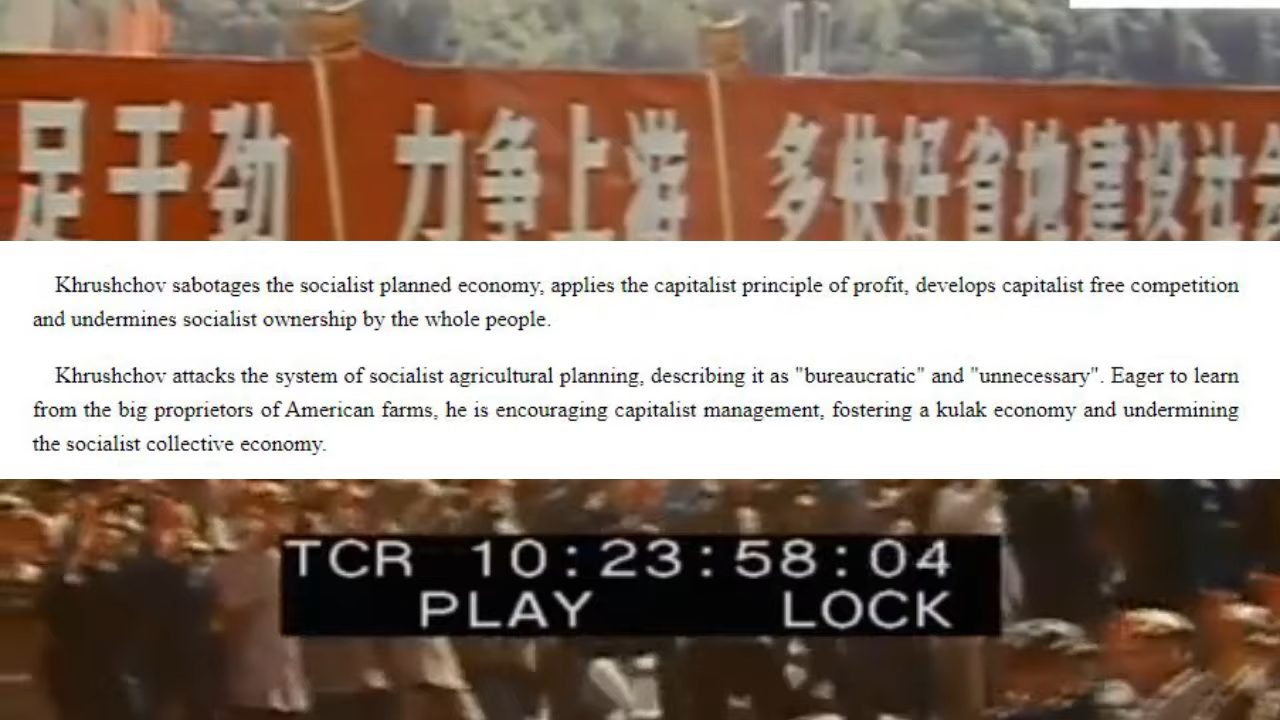 足干劲 力争上游 多快好省地建设社会
Khrushchov sabotages the socialist planned economy, applies the capitalist principle of profit, develops capitalist free competition
and undermines socialist ownership by the whole people.
Khrushchov attacks the system of socialist agricultural planning, describing it as "bureaucratic" and "unnecessary". Eager to learn
from the big proprietors of American farms, he is encouraging capitalist management, fostering a kulak economy and undermining
the socialist collective economy.
TCR 10:23:58:04
PLAY LOCK